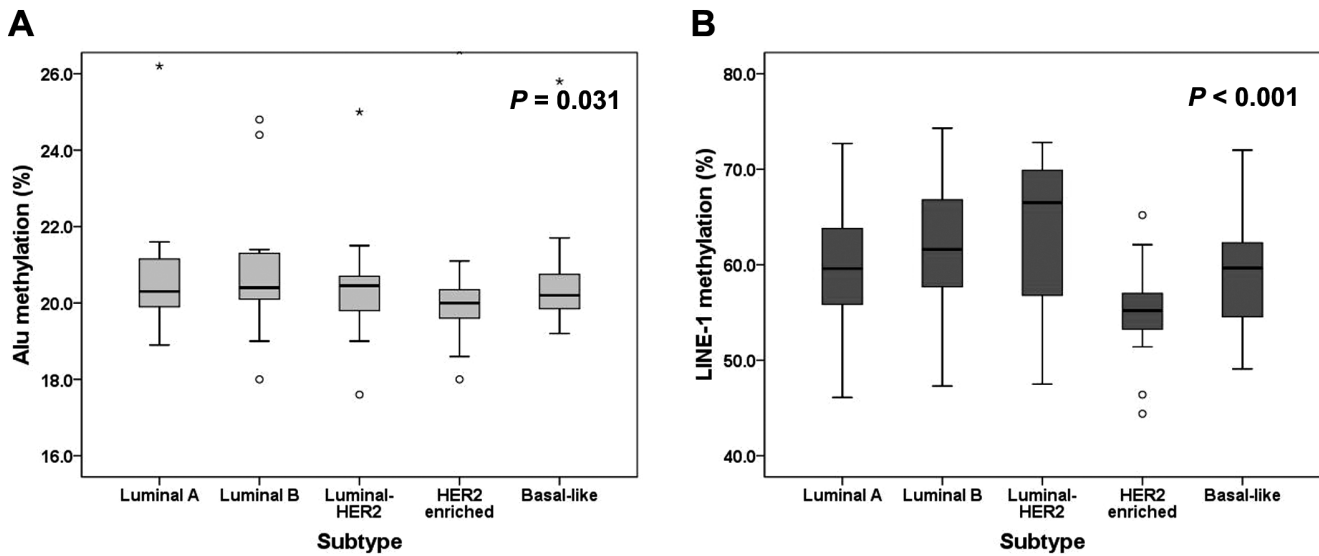 A
Alu methylation (%)
26.0
24.0
22.0
20.0
18.0
16.0
P = 0.031
Luminal A
Luminal B
Luminal-
HER2
HER2
enriched
Basal-like
Subtype
B
LINE-1 methylation (%)
80.0
70.0
60.0
50.0
40.0
P < 0.001
Luminal A
Luminal B
Luminal-
HER2
HER2
enriched
Basal-like
Subtype